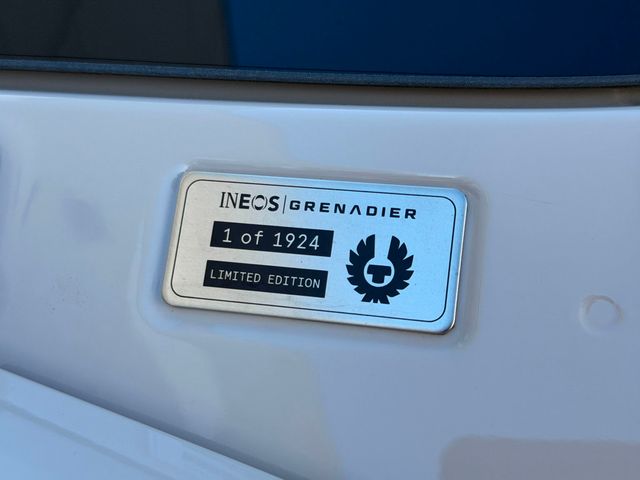 INEOS | GRENADIER
1 of 1924
LIMITED EDITION
T